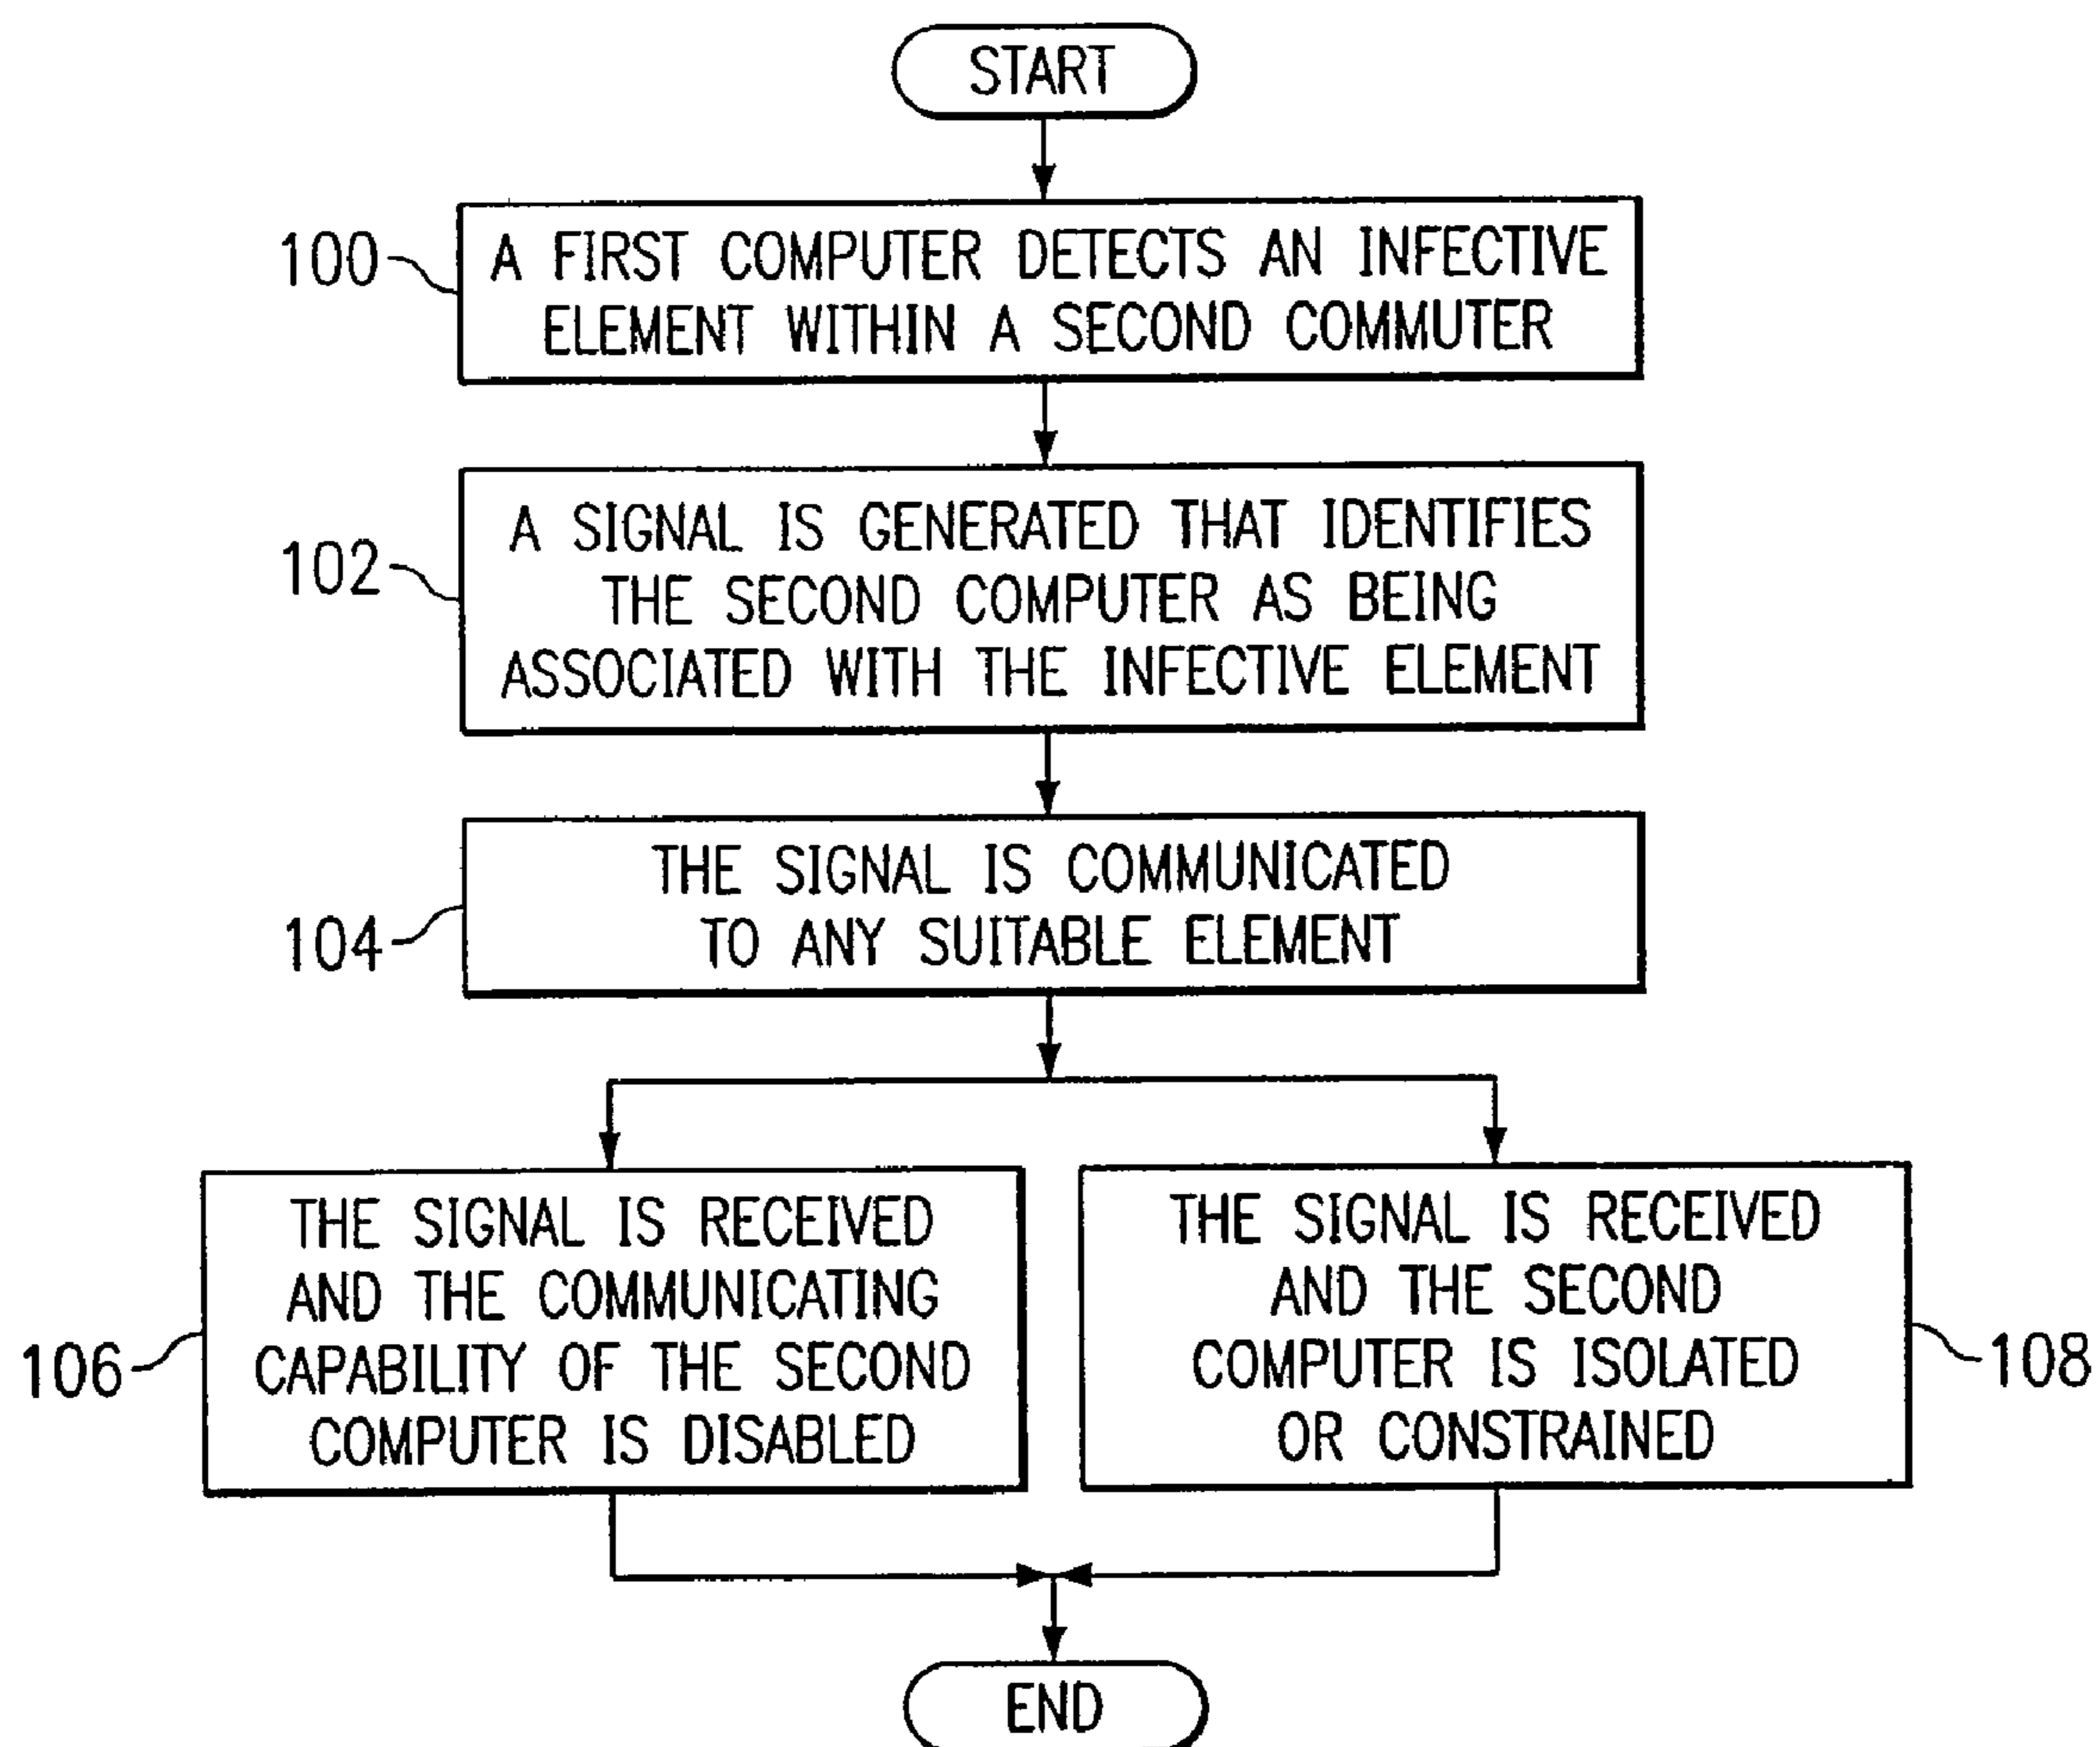 START
100
A FIRST COMPUTER DETECTS AN INFECTIVE
ELEMENT WITHIN A SECOND COMMUTER
102
A SIGNAL IS GENERATED THAT IDENTIFIES
THE SECOND COMPUTER AS BEING
ASSOCIATED WITH THE INFECTIVE ELEMENT
104
THE SIGNAL IS COMMUNICATED
TO ANY SUITABLE ELEMENT
106
THE SIGNAL IS RECEIVED
AND THE COMMUNICATING
CAPABILITY OF THE SECOND
COMPUTER IS DISABLED
THE SIGNAL IS RECEIVED
AND THE SECOND
COMPUTER IS ISOLATED
OR CONSTRAINED
108
END